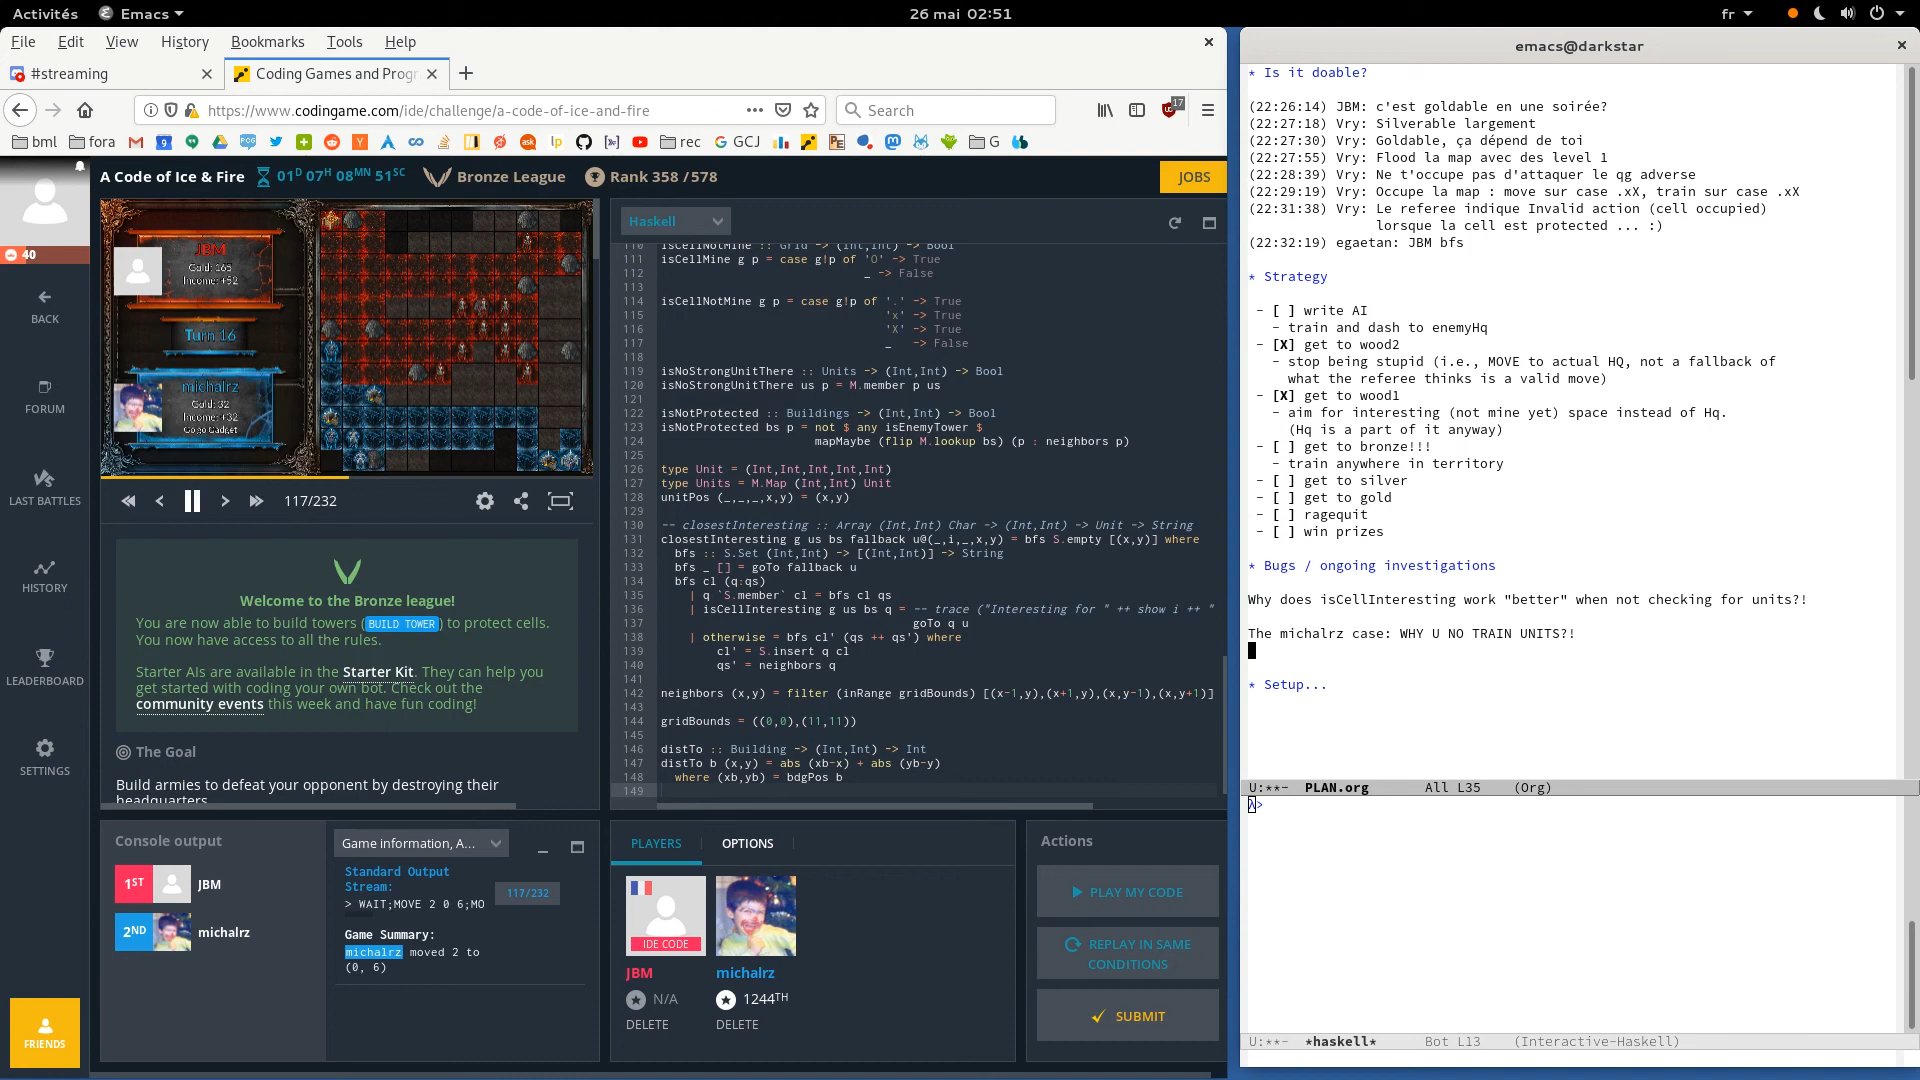 Activités
Emacs
26 mai 02:51
fr
File Edit View History Bookmarks Tools Help
#streaming
Coding Games and Progr
https://www.codingame.com/ide/challenge/a-code-of-ice-and-fire
Search
17
bml
fora
rec
GCJ
G
A Code of Ice & Fire
01D 07H 08MN 51SC
Bronze League
Rank 358 / 578
JOBS
40
BACK
FORUM
LAST BATTLES
HISTORY
LEADERBOARD
SETTINGS
FRIENDS
JBM
Gold: 165
Income: +52
Turn 16
michalrz
Gold: 32
Income: +32
Gogo Gadget
117/232
Welcome to the Bronze league!
You are now able to build towers ( BUILD TOWER ) to protect cells.
You now have access to all the rules.
Starter AIs are available in the Starter Kit. They can help you
get started with coding your own bot. Check out the
community events this week and have fun coding!
The Goal
Build armies to defeat your opponent by destroying their
headquarters
Haskell
110 isCellNotMine :: Grid -> (Int,Int) -> Bool
111 isCellMine g p = case g!p of 'O' -> True
112 _ -> False
113
114 isCellNotMine g p = case g!p of '.' -> True
115 'x' -> True
116 'X' -> True
117 _ -> False
118
119 isNoStrongUnitThere :: Units -> (Int,Int) -> Bool
120 isNoStrongUnitThere us p = M.member p us
121
122 isNotProtected :: Buildings -> (Int,Int) -> Bool
123 isNotProtected bs p = not $ any isEnemyTower $
124 mapMaybe (flip M.lookup bs) (p : neighbors p)
125
126 type Unit = (Int,Int,Int,Int,Int)
127 type Units = M.Map (Int,Int) Unit
128 unitPos (_,_,_,x,y) = (x,y)
129
130 -- closestInteresting :: Array (Int,Int) Char -> (Int,Int) -> Unit -> String
131 closestInteresting g us bs fallback u@(_,i,_,x,y) = bfs S.empty [(x,y)] where
132 bfs :: S.Set (Int,Int) -> [(Int,Int)] -> String
133 bfs _ [] = goTo fallback u
134 bfs cl (q:qs)
135 | q `S.member` cl = bfs cl qs
136 | isCellInteresting g us bs q = -- trace ("Interesting for " ++ show i ++ "
137 goTo q u
138 | otherwise = bfs cl' (qs ++ qs') where
139 cl' = S.insert q cl
140 qs' = neighbors q
141
142 neighbors (x,y) = filter (inRange gridBounds) [(x-1,y),(x+1,y),(x,y-1),(x,y+1)]
143
144 gridBounds = ((0,0),(11,11))
145
146 distTo :: Building -> (Int,Int) -> Int
147 distTo b (x,y) = abs (xb-x) + abs (yb-y)
148 where (xb,yb) = bdgPos b
149
Console output
1ST JBM
2ND michalrz
Game information, A...
Standard Output
Stream:
117/232
> WAIT;MOVE 2 0 6;MO
Game Summary:
michalrz moved 2 to
(0, 6)
PLAYERS
OPTIONS
IDE CODE
JBM
N/A
DELETE
michalrz
1244TH
DELETE
Actions
PLAY MY CODE
REPLAY IN SAME
CONDITIONS
SUBMIT
emacs@darkstar
* Is it doable?
(22:26:14) JBM: c'est goldable en une soirée?
(22:27:18) Vry: Silverable largement
(22:27:30) Vry: Goldable, ça dépend de toi
(22:27:55) Vry: Flood la map avec des level 1
(22:28:39) Vry: Ne t'occupe pas d'attaquer le qg adverse
(22:29:19) Vry: Occupe la map : move sur case .xX, train sur case .xX
(22:31:38) Vry: Le referee indique Invalid action (cell occupied)
lorsque la cell est protected ... :)
(22:32:19) egaetan: JBM bfs
* Strategy
- [ ] write AI
- train and dash to enemyHq
- [X] get to wood2
- stop being stupid (i.e., MOVE to actual HQ, not a fallback of
what the referee thinks is a valid move)
- [X] get to wood1
- aim for interesting (not mine yet) space instead of Hq.
(Hq is a part of it anyway)
- [ ] get to bronze!!!
- train anywhere in territory
- [ ] get to silver
- [ ] get to gold
- [ ] ragequit
- [ ] win prizes
* Bugs / ongoing investigations
Why does isCellInteresting work "better" when not checking for units?!
The michalrz case: WHY U NO TRAIN UNITS?!
* Setup...
U:**- PLAN.org All L35 (Org)
λ>
U:**- *haskell* Bot L13 (Interactive-Haskell)